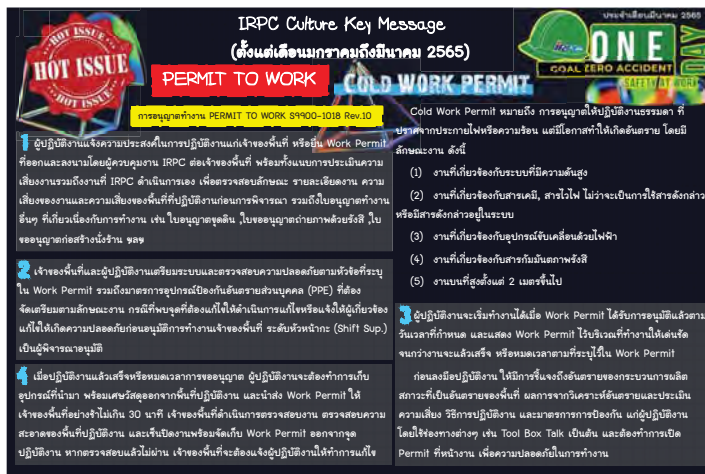 IRPC Culture Key Message
(ตั้งแต่เดือนมกราคมถึงมีนาคม 2565)
HOT ISSUE
HOT ISSUE
HOT ISSUE
PERMIT TO WORK
การอนุญาตทำงาน PERMIT TO WORK S9900-1018 Rev.10
ประจำเดือนมีนาคม 2565
IRPC
ONE
DAY
GOAL ZERO ACCIDENT
SAFETY AT WORK
COLD WORK PERMIT
1 ผู้ปฏิบัติงานแจ้งความประสงค์ในการปฏิบัติงานแก่เจ้าของพื้นที่ หรือยื่น Work Permit
ที่ออกและลงนามโดยผู้ควบคุมงาน IRPC ต่อเจ้าของพื้นที่ พร้อมทั้งแนบการประเมินความ
เสี่ยงงานรวมถึงงานที่ IRPC ดำเนินการเอง เพื่อตรวจสอบลักษณะ รายละเอียดงาน ความ
เสี่ยงของงานและความเสี่ยงของพื้นที่ที่ปฏิบัติงานก่อนการพิจารณา รวมถึงใบอนุญาตทำงาน
อื่นๆ ที่เกี่ยวเนื่องกับการทำงาน เช่น ใบอนุญาตขุดดิน ,ใบขออนุญาตถ่ายภาพด้วยรังสี ,ใบ
ขออนุญาตก่อสร้างนั่งร้าน ฯลฯ
2 เจ้าของพื้นที่และผู้ปฏิบัติงานเตรียมระบบและตรวจสอบความปลอดภัยตามหัวข้อที่ระบุ
ใน Work Permit รวมถึงมาตรการอุปกรณ์ป้องกันอันตรายส่วนบุคคล (PPE) ที่ต้อง
จัดเตรียมตามลักษณะงาน กรณีที่พบจุดที่ต้องแก้ไขให้ดำเนินการแก้ไขหรือแจ้งให้ผู้เกี่ยวข้อง
แก้ไขให้เกิดความปลอดภัยก่อนอนุมัติการทำงานเจ้าของพื้นที่ ระดับหัวหน้ากะ (Shift Sup.)
เป็นผู้พิจารณาอนุมัติ
4 เมื่อปฏิบัติงานแล้วเสร็จหรือหมดเวลาการขออนุญาต ผู้ปฏิบัติงานจะต้องทำการเก็บ
อุปกรณ์ที่นำมา พร้อมเศษวัสดุออกจากพื้นที่ปฏิบัติงาน และนำส่ง Work Permit ให้
เจ้าของพื้นที่อย่างช้าไม่เกิน 30 นาที เจ้าของพื้นที่ดำเนินการตรวจสอบงาน ตรวจสอบความ
สะอาดของพื้นที่ปฏิบัติงาน และเซ็นปิดงานพร้อมจัดเก็บ Work Permit ออกจากจุด
ปฏิบัติงาน หากตรวจสอบแล้วไม่ผ่าน เจ้าของพื้นที่จะต้องแจ้งผู้ปฏิบัติงานให้ทำการแก้ไข
Cold Work Permit หมายถึง การอนุญาตให้ปฏิบัติงานธรรมดา ที่
ปราศจากประกายไฟหรือความร้อน แต่มีโอกาสทำให้เกิดอันตราย โดยมี
ลักษณะงาน ดังนี้
(1) งานที่เกี่ยวข้องกับระบบที่มีความดันสูง
(2) งานที่เกี่ยวข้องกับสารเคมี, สารไวไฟ ไม่ว่าจะเป็นการใช้สารดังกล่าว
หรือมีสารดังกล่าวอยู่ในระบบ
(3) งานที่เกี่ยวข้องกับอุปกรณ์ขับเคลื่อนด้วยไฟฟ้า
(4) งานที่เกี่ยวข้องกับสารกัมมันตภาพรังสี
(5) งานบนที่สูงตั้งแต่ 2 เมตรขึ้นไป
3 ผู้ปฏิบัติงานจะเริ่มทำงานได้เมื่อ Work Permit ได้รับการอนุมัติแล้วตาม
วันเวลาที่กำหนด และแสดง Work Permit ไว้บริเวณที่ทำงานให้เด่นชัด
จนกว่างานจะแล้วเสร็จ หรือหมดเวลาตามที่ระบุไว้ใน Work Permit
ก่อนลงมือปฏิบัติงาน ให้มีการชี้แจงถึงอันตรายของกระบวนการผลิต
สภาวะที่เป็นอันตรายของพื้นที่ ผลการจากวิเคราะห์อันตรายและประเมิน
ความเสี่ยง วิธีการปฏิบัติงาน และมาตรการการป้องกัน แก่ผู้ปฏิบัติงาน
โดยใช้ช่องทางต่างๆ เช่น Tool Box Talk เป็นต้น และต้องทำการเปิด
Permit ที่หน้างาน เพื่อความปลอดภัยในการทำงาน